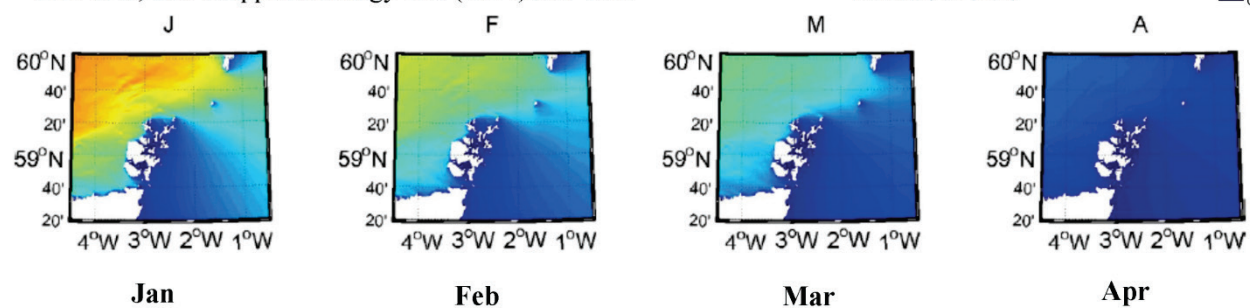 J F M A
60°N 60°N 60°N 60°N
40' 40' 40' 40'
20' 20' 20' 20'
59°N 59°N 59°N 59°N
40' 40' 40' 40'
20' 20' 20' 20'
4°W 3°W 2°W 1°W 4°W 3°W 2°W 1°W 4°W 3°W 2°W 1°W 4°W 3°W 2°W 1°W
Jan Feb Mar Apr